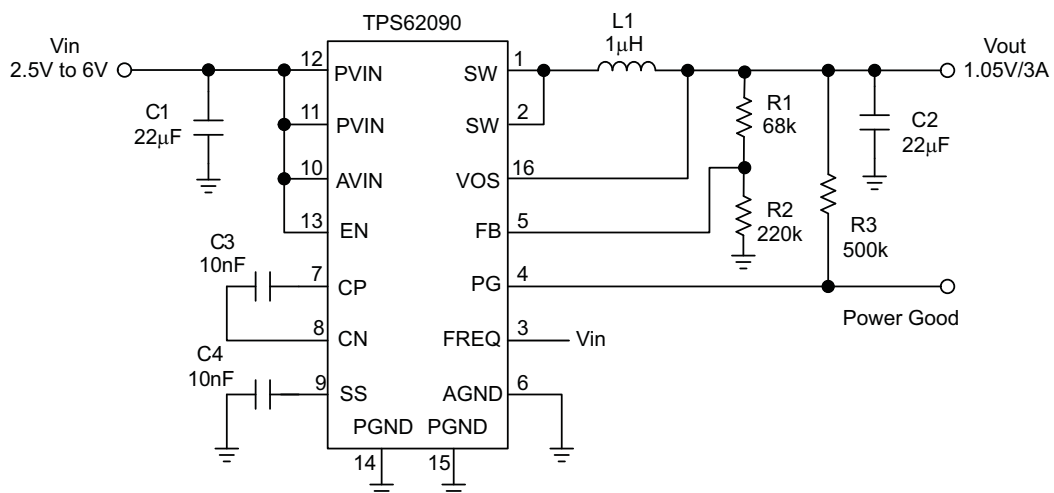 TPS62090
Vin
2.5V to 6V
C1
22μF
12
PVIN
11
PVIN
10
AVIN
13
EN
C3
10nF
7
CP
8
CN
C4
10nF
9
SS
PGND
PGND
14
15
SW
1
SW
2
VOS
16
FB
5
PG
4
FREQ
3
Vin
AGND
6
L1
1μH
R1
68k
R2
220k
R3
500k
C2
22μF
Vout
1.05V/3A
Power Good